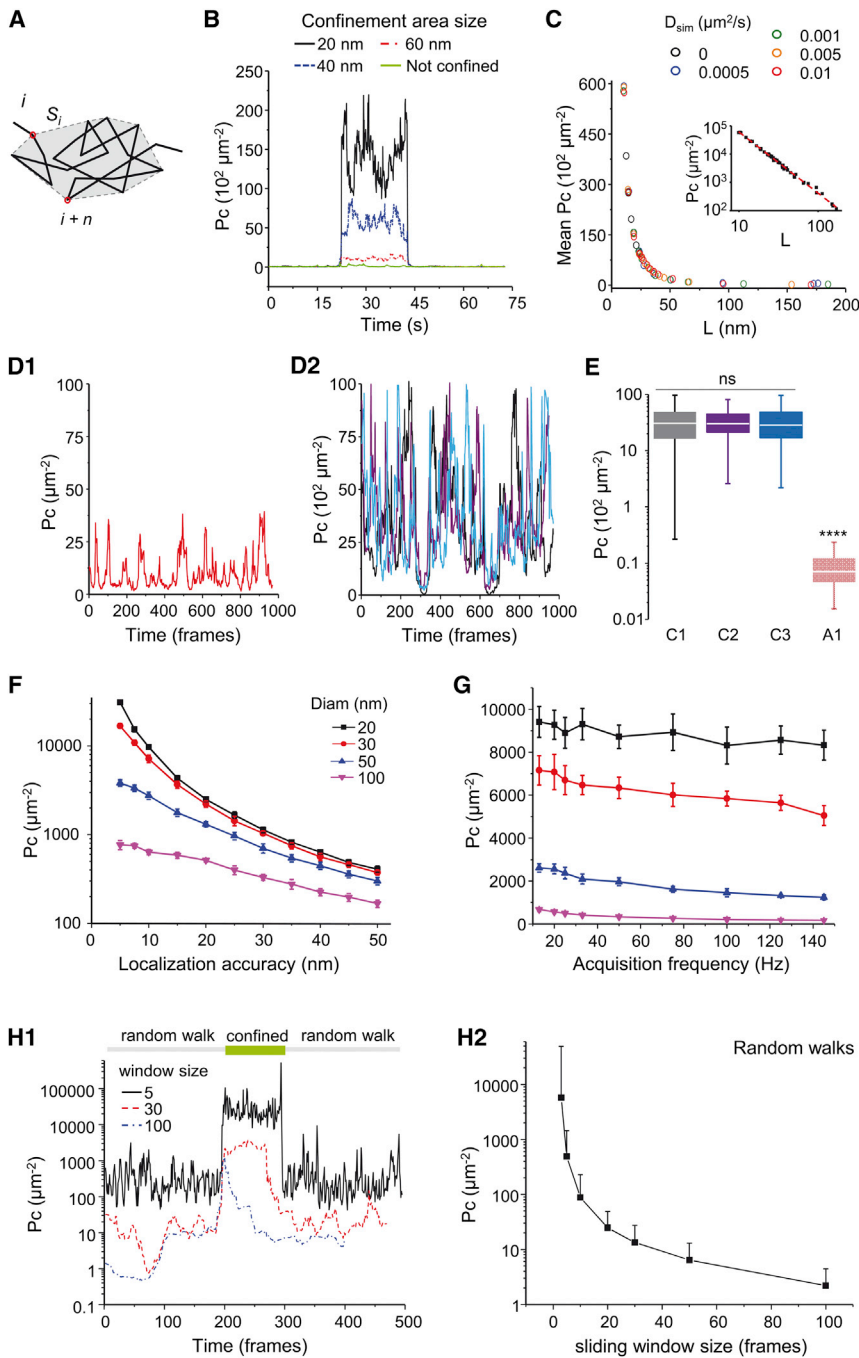 A
i
Si
i + n
B
Confinement area size
20 nm
60 nm
40 nm
Not confined
Pc (10² μm⁻²)
250
200
150
100
50
0
0 15 30 45 60 75
Time (s)
C
Dsim (μm²/s)
0
0.0005
0.001
0.005
0.01
Mean Pc (10² μm⁻²)
600
450
300
150
0
0 50 100 150 200
L (nm)
Pc (μm⁻²)
10⁵
10⁴
10³
10²
10 100
L
D1
Pc (10² μm⁻²)
100
75
50
25
0
0 200 400 600 800 1000
Time (frames)
D2
Pc (10² μm⁻²)
100
75
50
25
0
0 200 400 600 800 1000
Time (frames)
E
ns
Pc (10² μm⁻²)
100
10
1
0.1
0.01
****
C1 C2 C3 A1
F
Diam (nm)
20
30
50
100
Pc (μm⁻²)
10000
1000
100
0 10 20 30 40 50
Localization accuracy (nm)
G
Pc (μm⁻²)
10000
8000
6000
4000
2000
0
20 40 60 80 100 120 140
Acquisition frequency (Hz)
H1
random walk confined random walk
window size
5
30
100
Pc (μm⁻²)
100000
10000
1000
100
10
1
0.1
0 100 200 300 400 500
Time (frames)
H2
Random walks
Pc (μm⁻²)
10000
1000
100
10
1
0 20 40 60 80 100
sliding window size (frames)